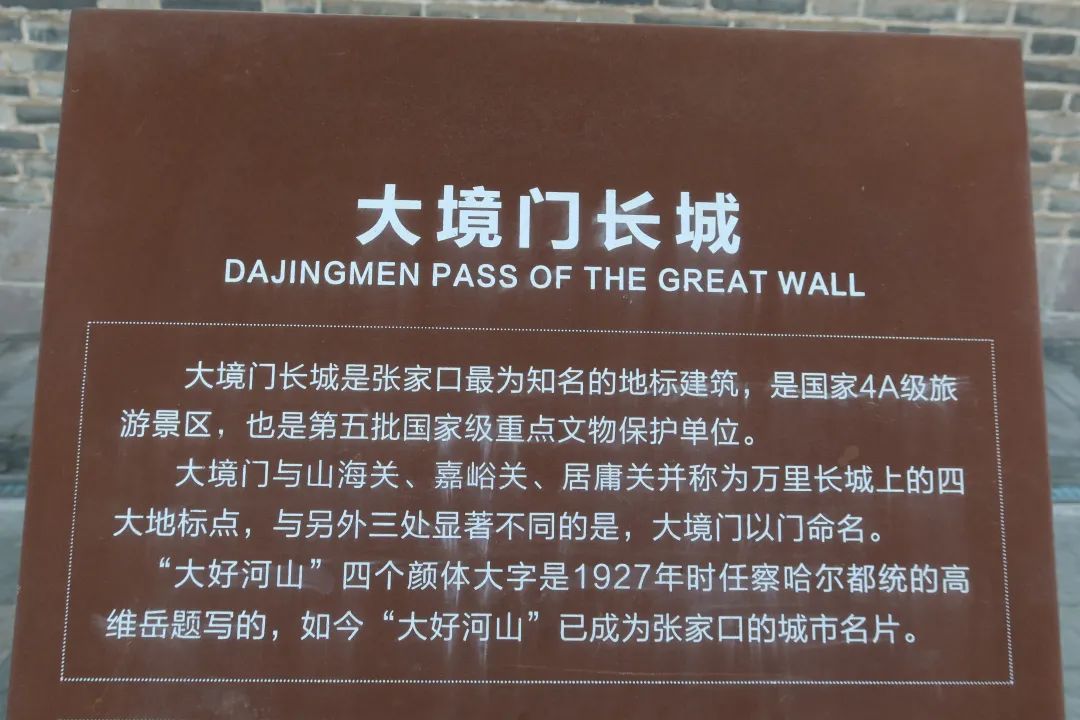 大境门长城
DAJINGMEN PASS OF THE GREAT WALL
大境门长城是张家口最为知名的地标建筑，是国家4A级旅
游景区，也是第五批国家级重点文物保护单位。
大境门与山海关、嘉峪关、居庸关并称为万里长城上的四
大地标点，与另外三处显著不同的是，大境门以门命名。
“大好河山”四个颜体大字是1927年时任察哈尔都统的高
维岳题写的，如今“大好河山”已成为张家口的城市名片。